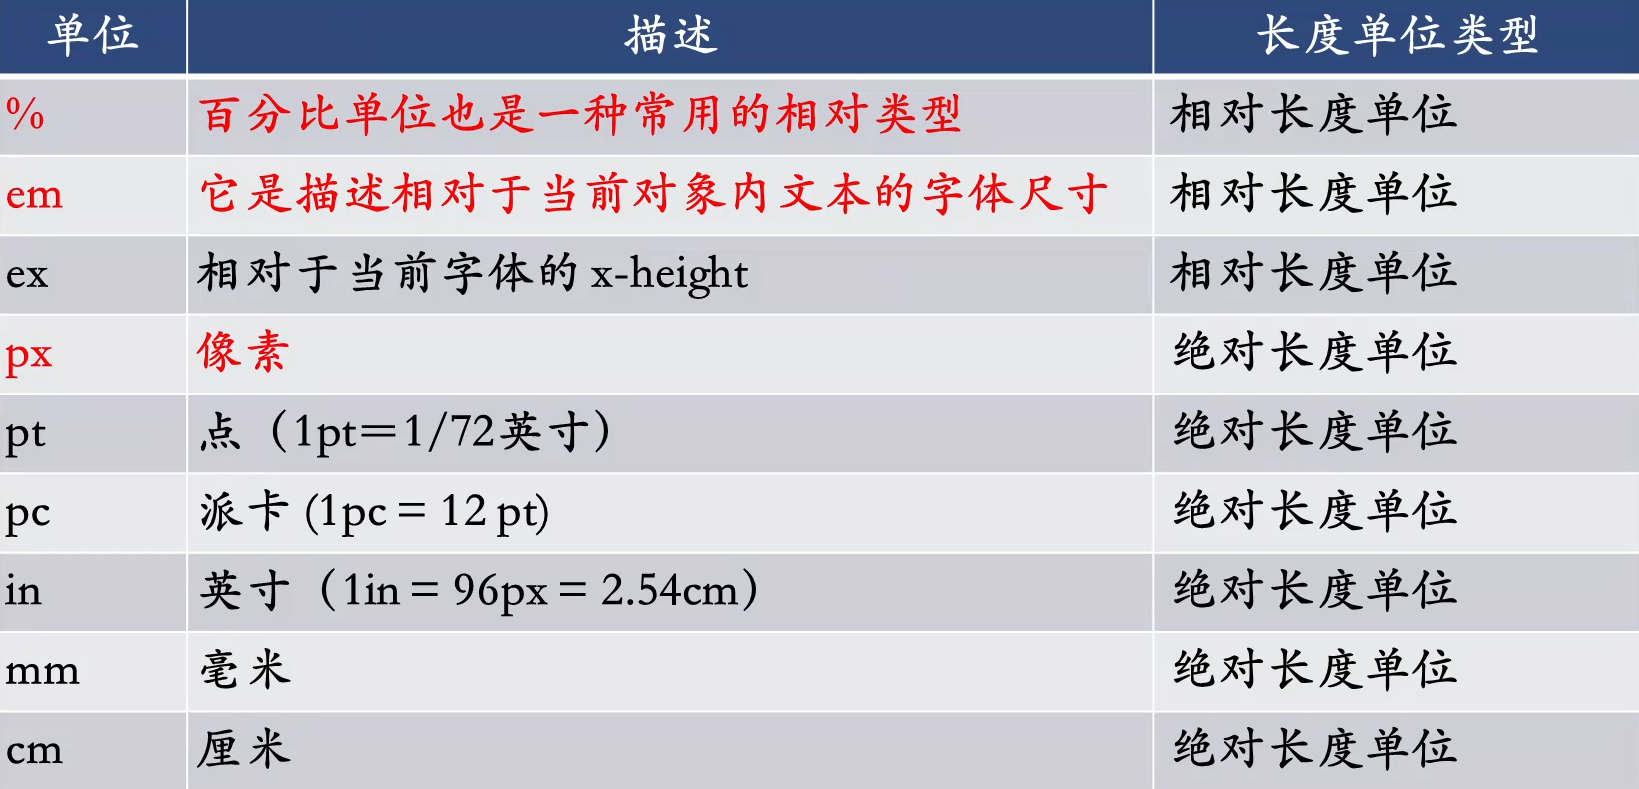 单位 描述 长度单位类型
% 百分比单位也是一种常用的相对类型 相对长度单位
em 它是描述相对于当前对象内文本的字体尺寸 相对长度单位
ex 相对于当前字体的 x-height 相对长度单位
px 像素 绝对长度单位
pt 点（1pt＝1/72英寸） 绝对长度单位
pc 派卡 (1pc = 12 pt) 绝对长度单位
in 英寸（1in = 96px = 2.54cm） 绝对长度单位
mm 毫米 绝对长度单位
cm 厘米 绝对长度单位